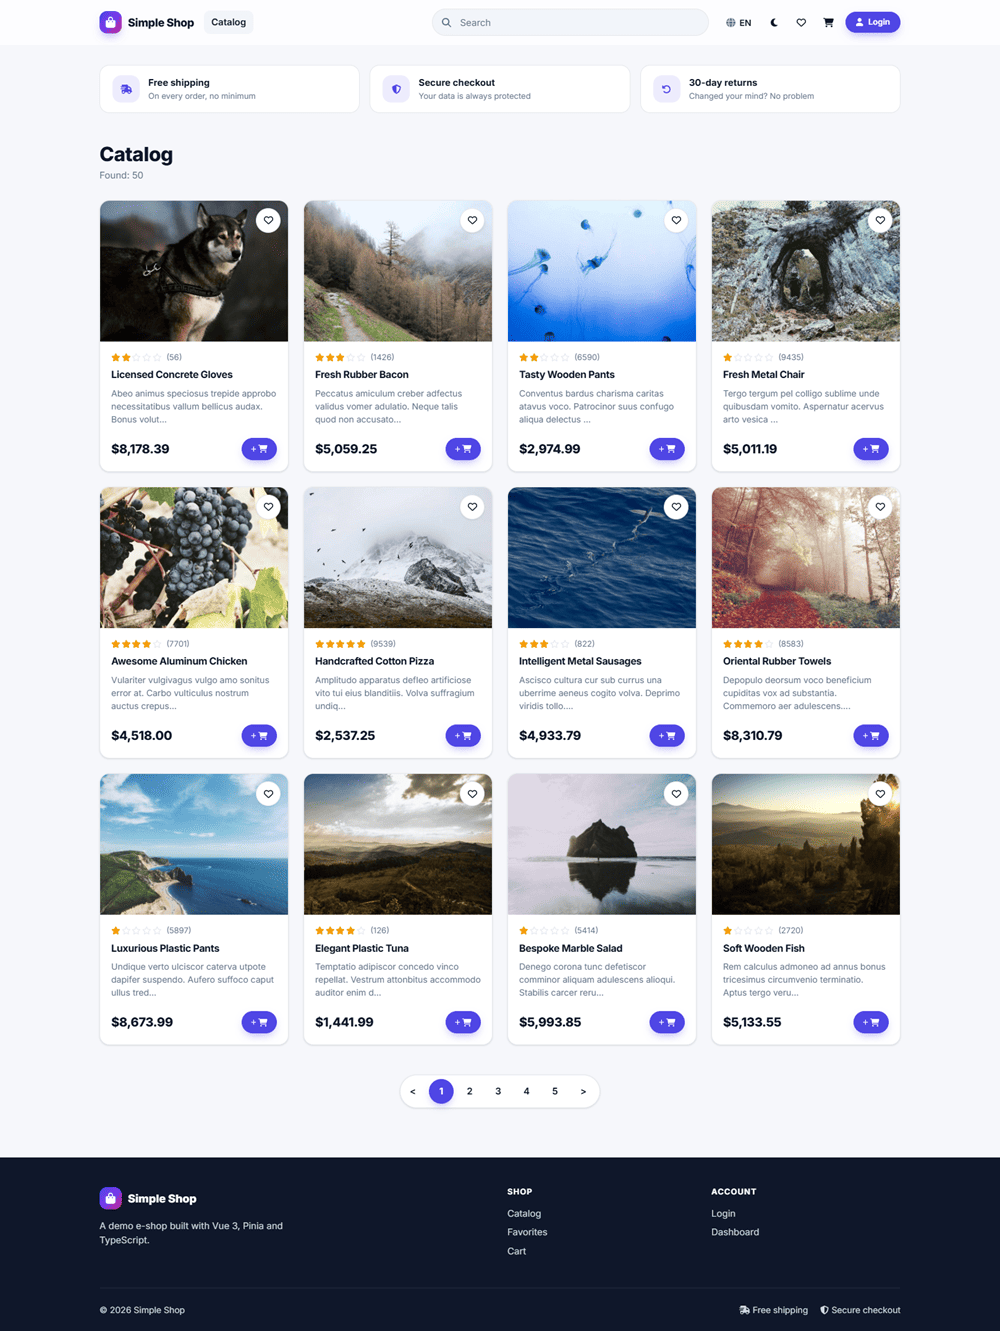 Simple Shop
Catalog
Search
EN
Login
Free shipping
On every order, no minimum
Secure checkout
Your data is always protected
30-day returns
Changed your mind? No problem
Catalog
Found: 50
(56)
Licensed Concrete Gloves
Abeo animus speciosus trepide approbo
necessitatibus vallum bellicus audax.
Bonus volut...
$8,178.39
+
(1426)
Fresh Rubber Bacon
Peccatus amiculum creber adfectus
validus vomer adulatio. Neque talis
quod non accusato...
$5,059.25
+
(6590)
Tasty Wooden Pants
Conventus bardus charisma caritas
atavus voco. Patrocinor suus confugo
aliqua delectus ...
$2,974.99
+
(9435)
Fresh Metal Chair
Tergo tergum pel colligo sublime unde
quibusdam vomito. Aspernatur acervus
arto vesica ...
$5,011.19
+
(7701)
Awesome Aluminum Chicken
Vulariter vulgivagus vulgo amo sonitus
error at. Carbo vulticulus nostrum
auctus crepus...
$4,518.00
+
(9539)
Handcrafted Cotton Pizza
Amplitudo apparatus defleo artificiose
vito tui eius blanditiis. Volva suffragium
undiq...
$2,537.25
+
(822)
Intelligent Metal Sausages
Ascisco cultura cur sub currus una
uberrime aeneus cogito volva. Deprimo
viridis tollo....
$4,933.79
+
(8583)
Oriental Rubber Towels
Depopulo deorsum voco beneficium
cupiditas vox ad substantia.
Commemoro aer adulescens....
$8,310.79
+
(5897)
Luxurious Plastic Pants
Undique verto ulciscor caterva utpote
dapifer suspendo. Aufero suffoco caput
ullus tred...
$8,673.99
+
(126)
Elegant Plastic Tuna
Temptatio adipiscor concedo vinco
repellat. Vestrum attonbitus accommodo
auditor enim d...
$1,441.99
+
(5414)
Bespoke Marble Salad
Denego corona tunc defetiscor
comminor aliquam adulescens alioqui.
Stabilis carcer reru...
$5,993.85
+
(2720)
Soft Wooden Fish
Rem calculus admoneo ad annus bonus
tricesimus circumvenio terminatio.
Aptus tergo veru...
$5,133.55
+
< 1 2 3 4 5 >
Simple Shop
A demo e-shop built with Vue 3, Pinia and
TypeScript.
SHOP
Catalog
Favorites
Cart
ACCOUNT
Login
Dashboard
© 2026 Simple Shop
Free shipping
Secure checkout